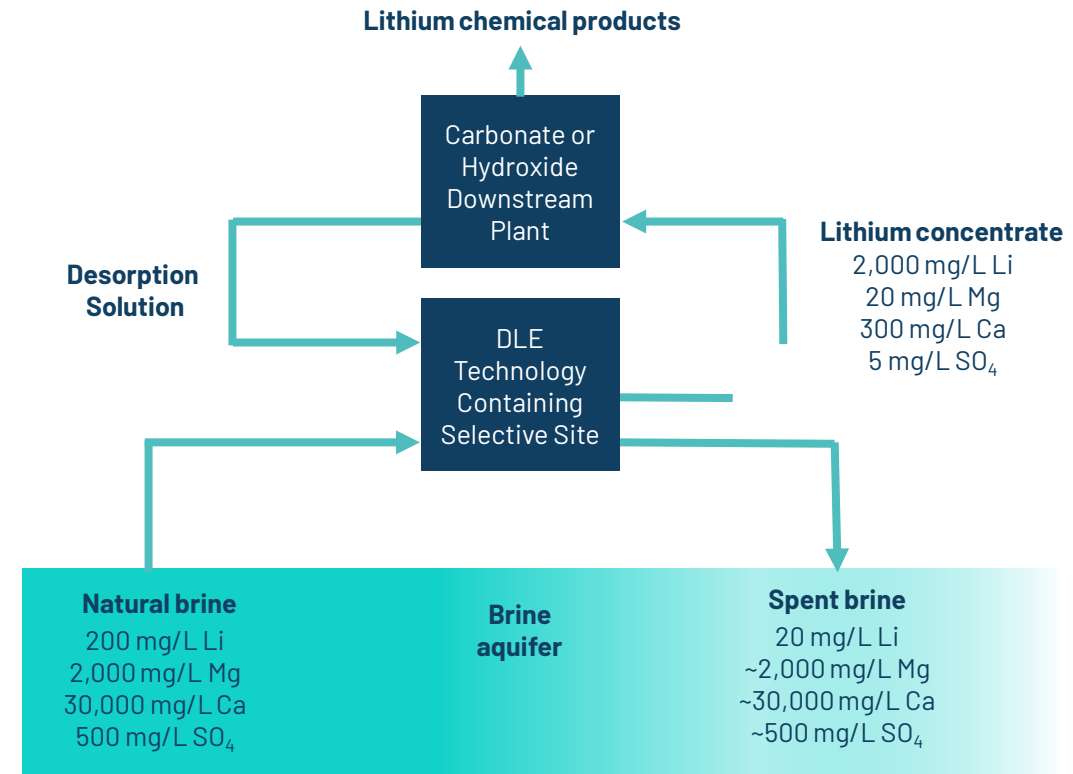 Lithium chemical products
Carbonate or
Hydroxide
Downstream
Plant
Desorption
Solution
Lithium concentrate
2,000 mg/L Li
20 mg/L Mg
300 mg/L Ca
5 mg/L SO₄
DLE
Technology
Containing
Selective Site
Natural brine
200 mg/L Li
2,000 mg/L Mg
30,000 mg/L Ca
500 mg/L SO₄
Brine
aquifer
Spent brine
20 mg/L Li
~2,000 mg/L Mg
~30,000 mg/L Ca
~500 mg/L SO₄